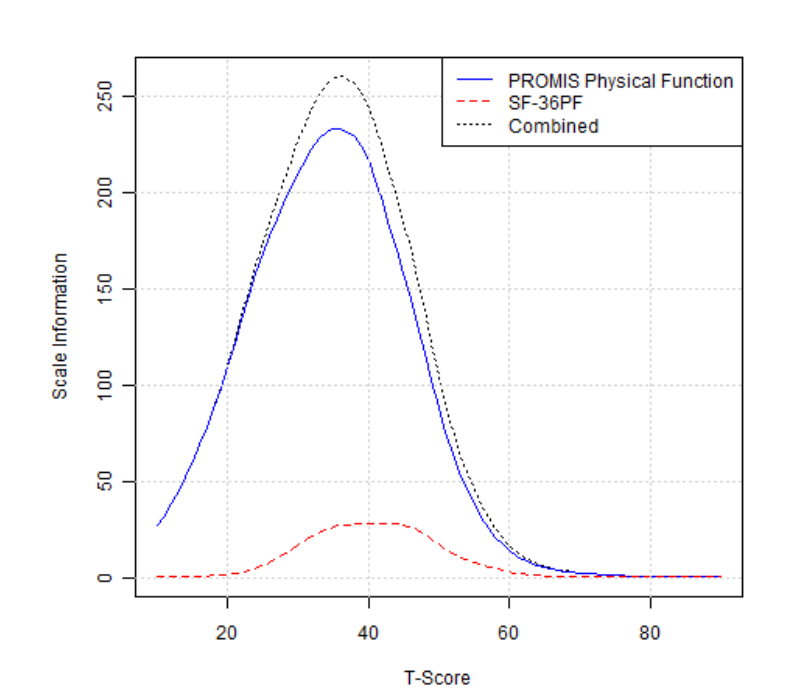 PROMIS Physical Function
SF-36PF
Combined
Scale Information
250
200
150
100
50
0
20 40 60 80
T-Score